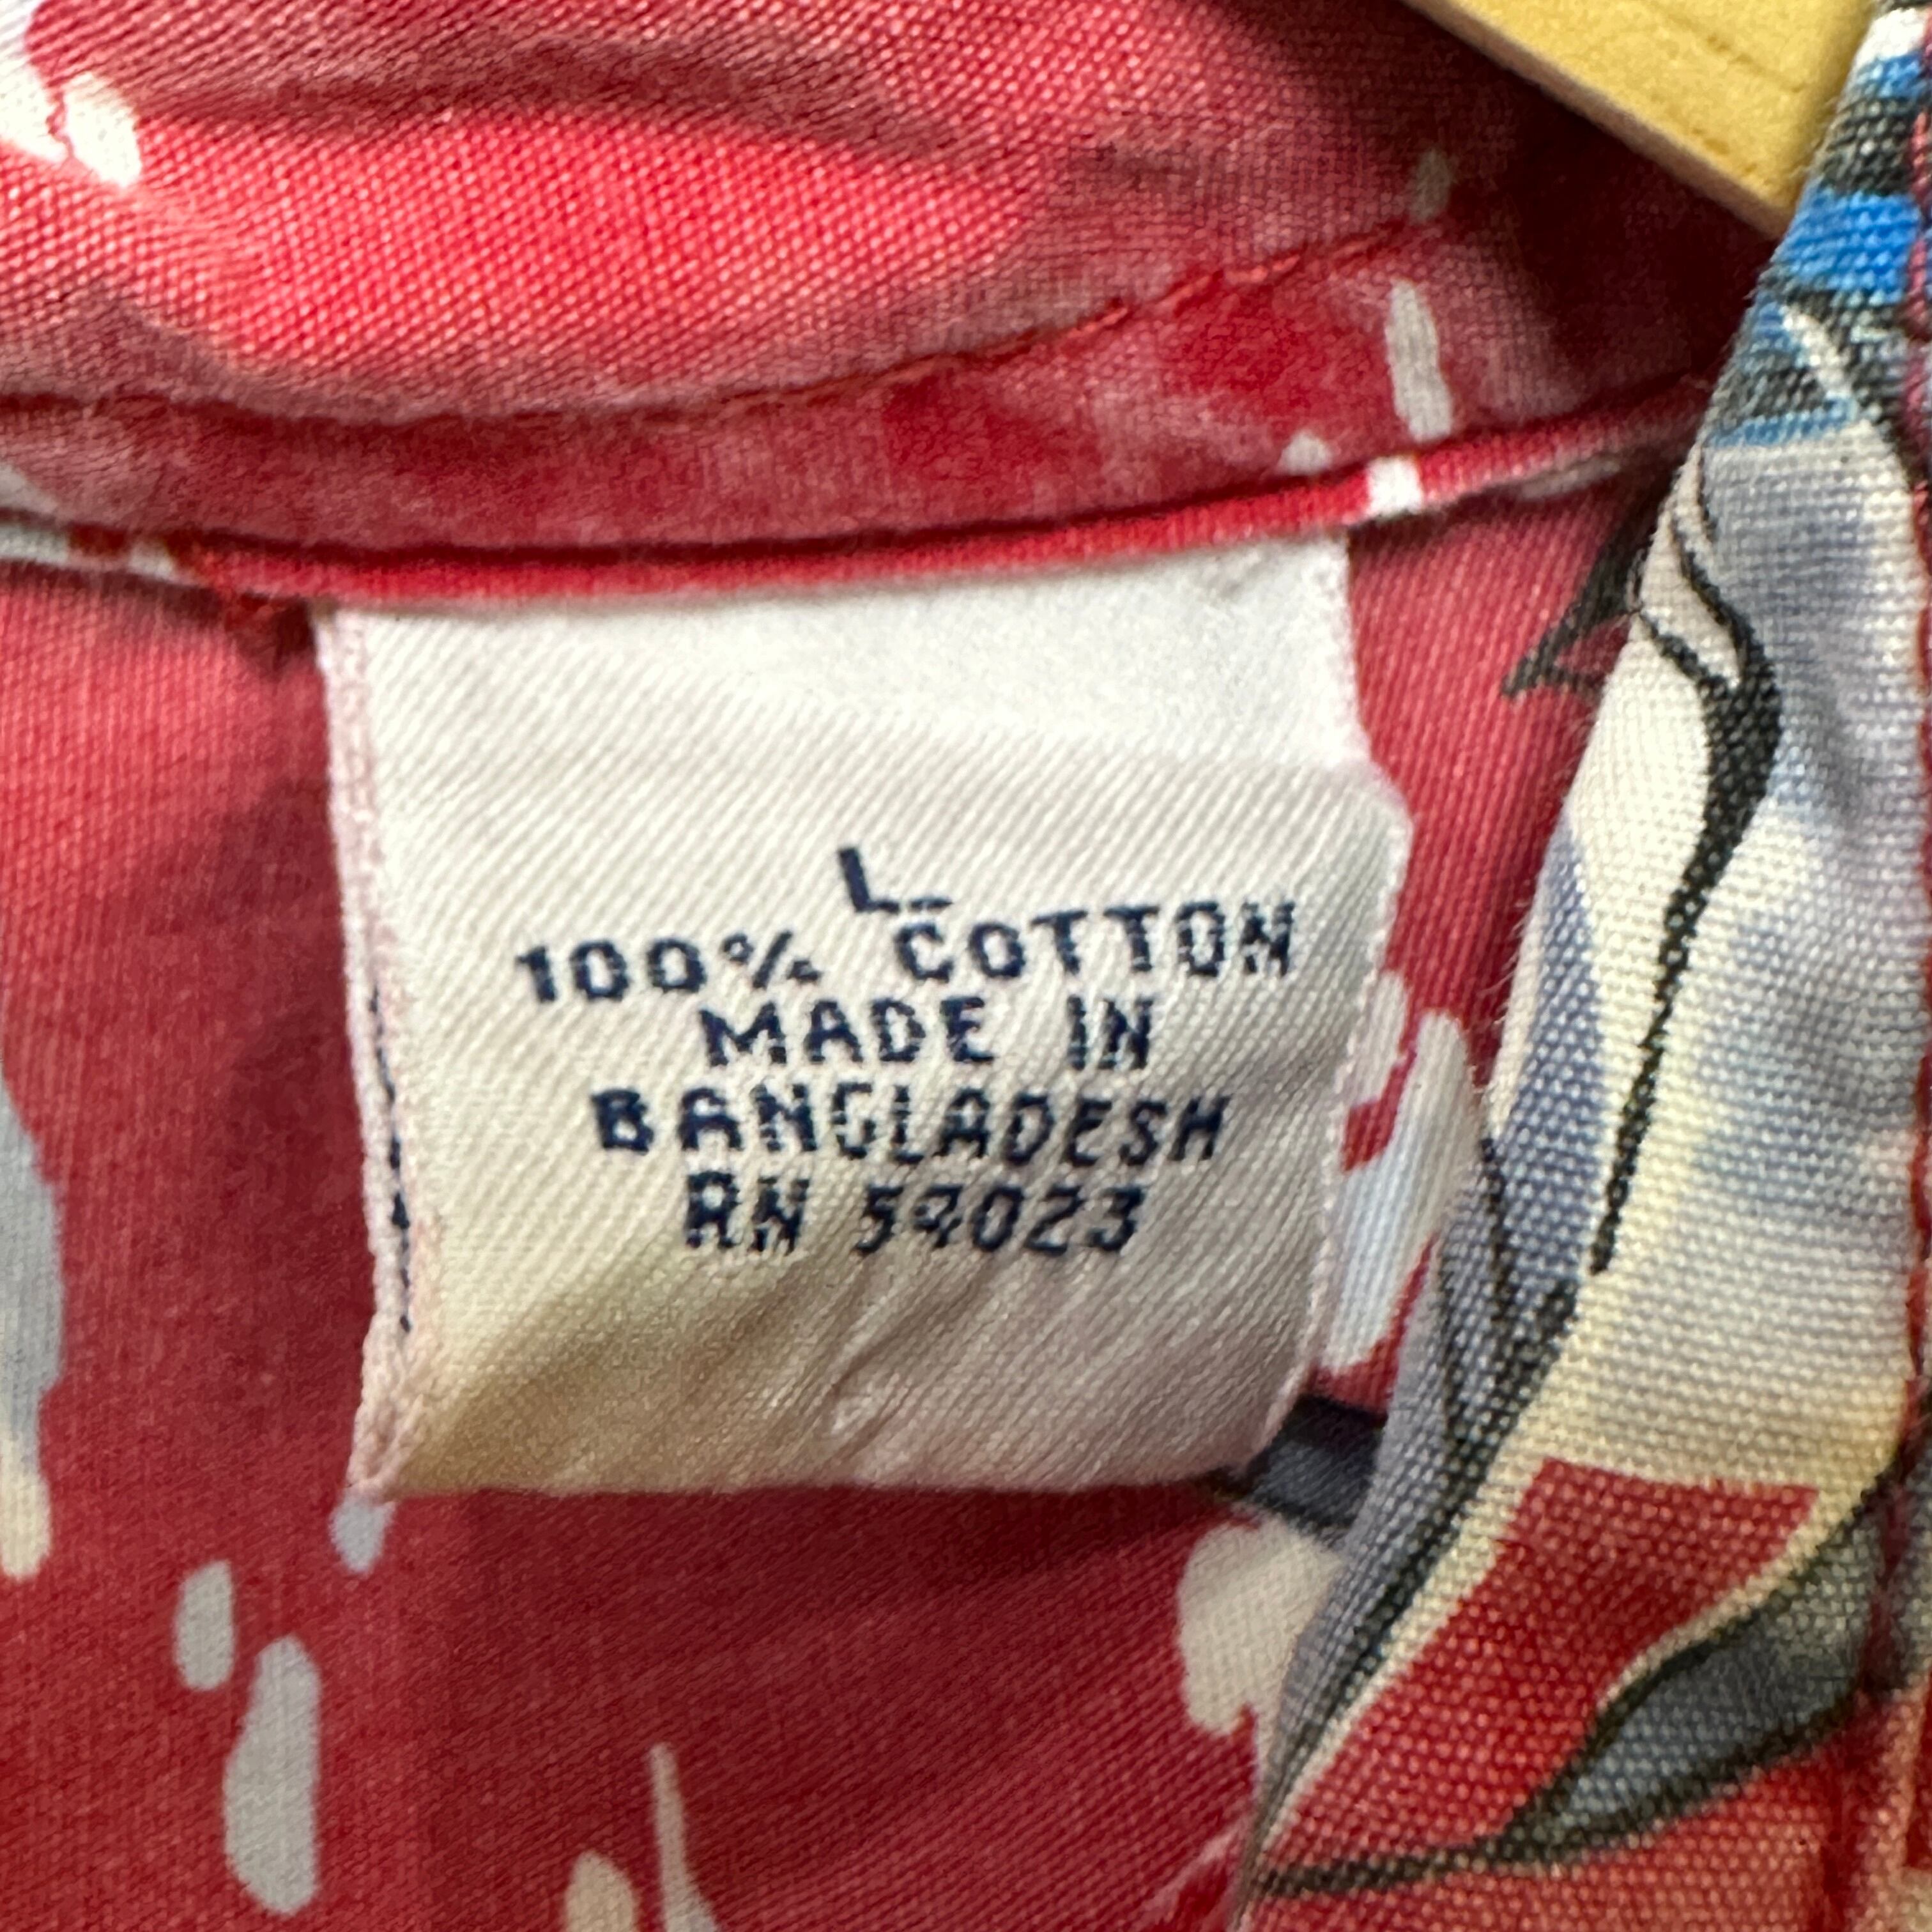 L
100% COTTON
MADE IN
BANGLADESH
RN 59023